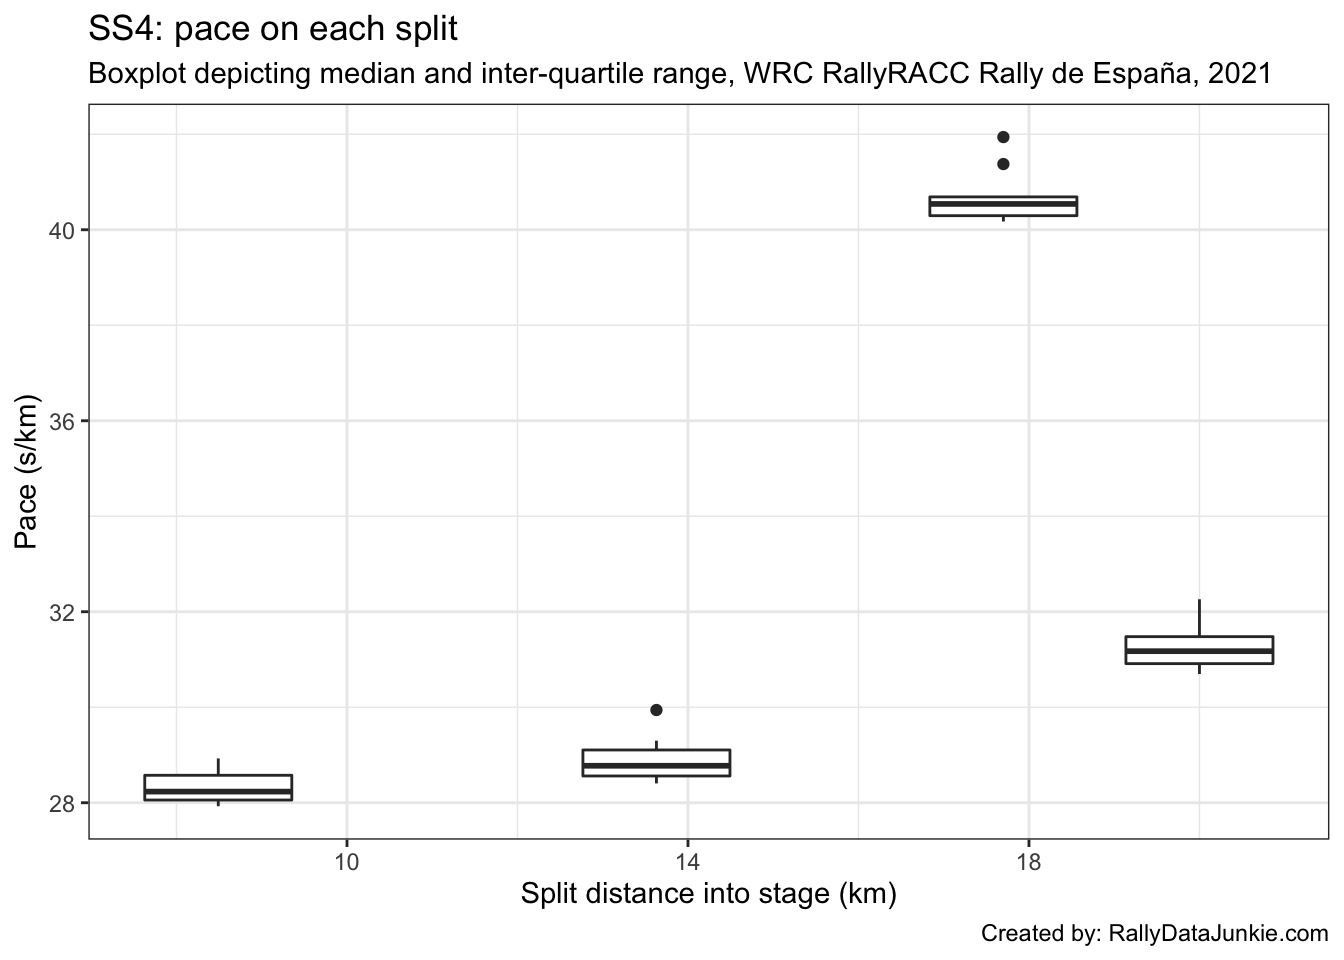 SS4: pace on each split
Boxplot depicting median and inter-quartile range, WRC RallyRACC Rally de España, 2021
Pace (s/km)
40
36
32
28
10
14
18
Split distance into stage (km)
Created by: RallyDataJunkie.com